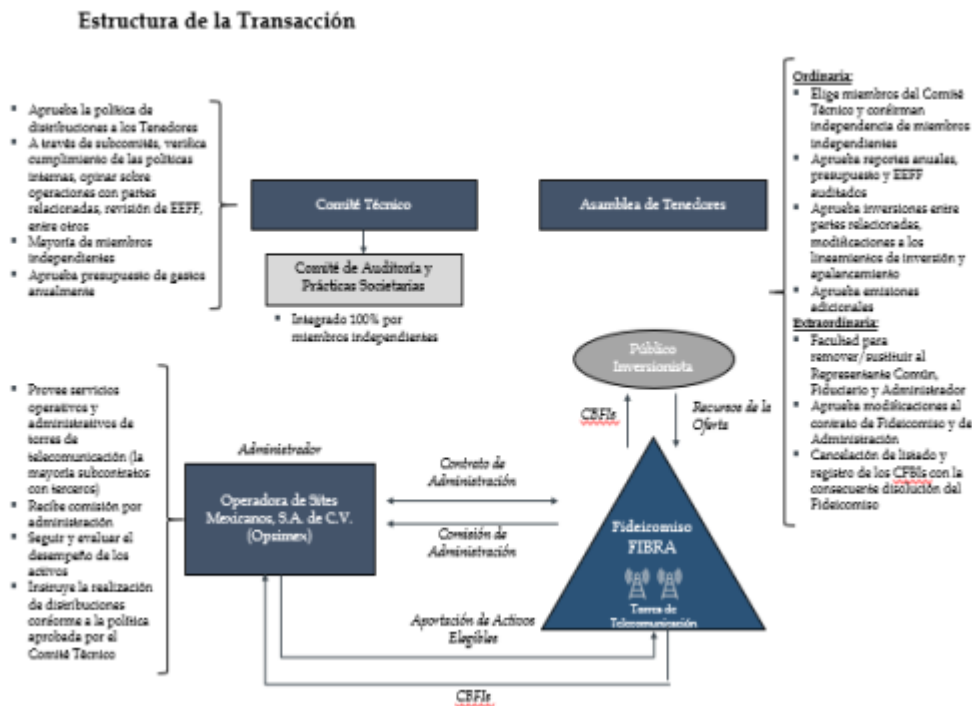 Estructura de la Transacción
▪ Aprueba la política de
distribuciones a los Tenedores
▪ A través de subcomités, verifica
cumplimiento de las políticas
internas, opinar sobre
operaciones con partes
relacionadas, revisión de EEFF,
entre otros
▪ Mayoría de miembros
independientes
▪ Aprueba presupuesto de gastos
anualmente
Comité Técnico
Comité de Auditoría y
Prácticas Societarias
▪ Integrado 100% por
miembros independientes
Asamblea de Tenedores
Ordinaria:
▪ Elige miembros del Comité
Técnico y confirman
independencia de miembros
independientes
▪ Aprueba reportes anuales,
presupuesto y EEFF
auditados
▪ Aprueba inversiones entre
partes relacionadas,
modificaciones a los
lineamientos de inversión y
apalancamiento
▪ Aprueba emisiones
adicionales
Extraordinaria:
▪ Facultad para
remover/sustituir al
Representante Común,
Fiduciario y Administrador
▪ Aprueba modificaciones al
contrato de Fideicomiso y de
Administración
▪ Cancelación de listado y
registro de los CFBIs con la
consecuente disolución del
Fideicomiso
Público
Inversionista
CBFIs
Recursos de la
Oferta
▪ Provee servicios
operativos y
administrativos de
torres de
telecomunicación (la
mayoría subcontratos
con terceros)
▪ Recibe comisión por
administración
▪ Seguir y evaluar el
desempeño de los
activos
▪ Instruye la realización
de distribuciones
conforme a la política
aprobada por el
Comité Técnico
Administrador
Operadora de Sites
Mexicanos, S.A. de C.V.
(Opsimex)
Contrato de
Administración
Comisión de
Administración
Fideicomiso
FIBRA
Torres de
Telecomunicación
Aportación de Activos
Elegibles
CBFIs